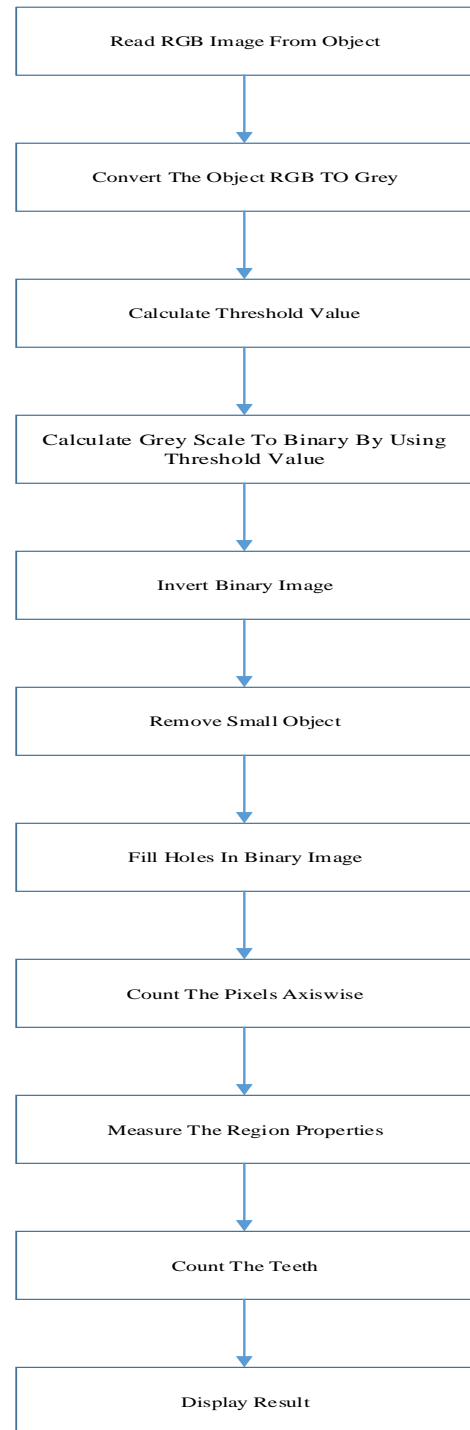 Read RGB Image From Object
Convert The Object RGB TO Grey
Calculate Threshold Value
Calculate Grey Scale To Binary By Using
Threshold Value
Invert Binary Image
Remove Small Object
Fill Holes In Binary Image
Count The Pixels Axiswise
Measure The Region Properties
Count The Teeth
Display Result